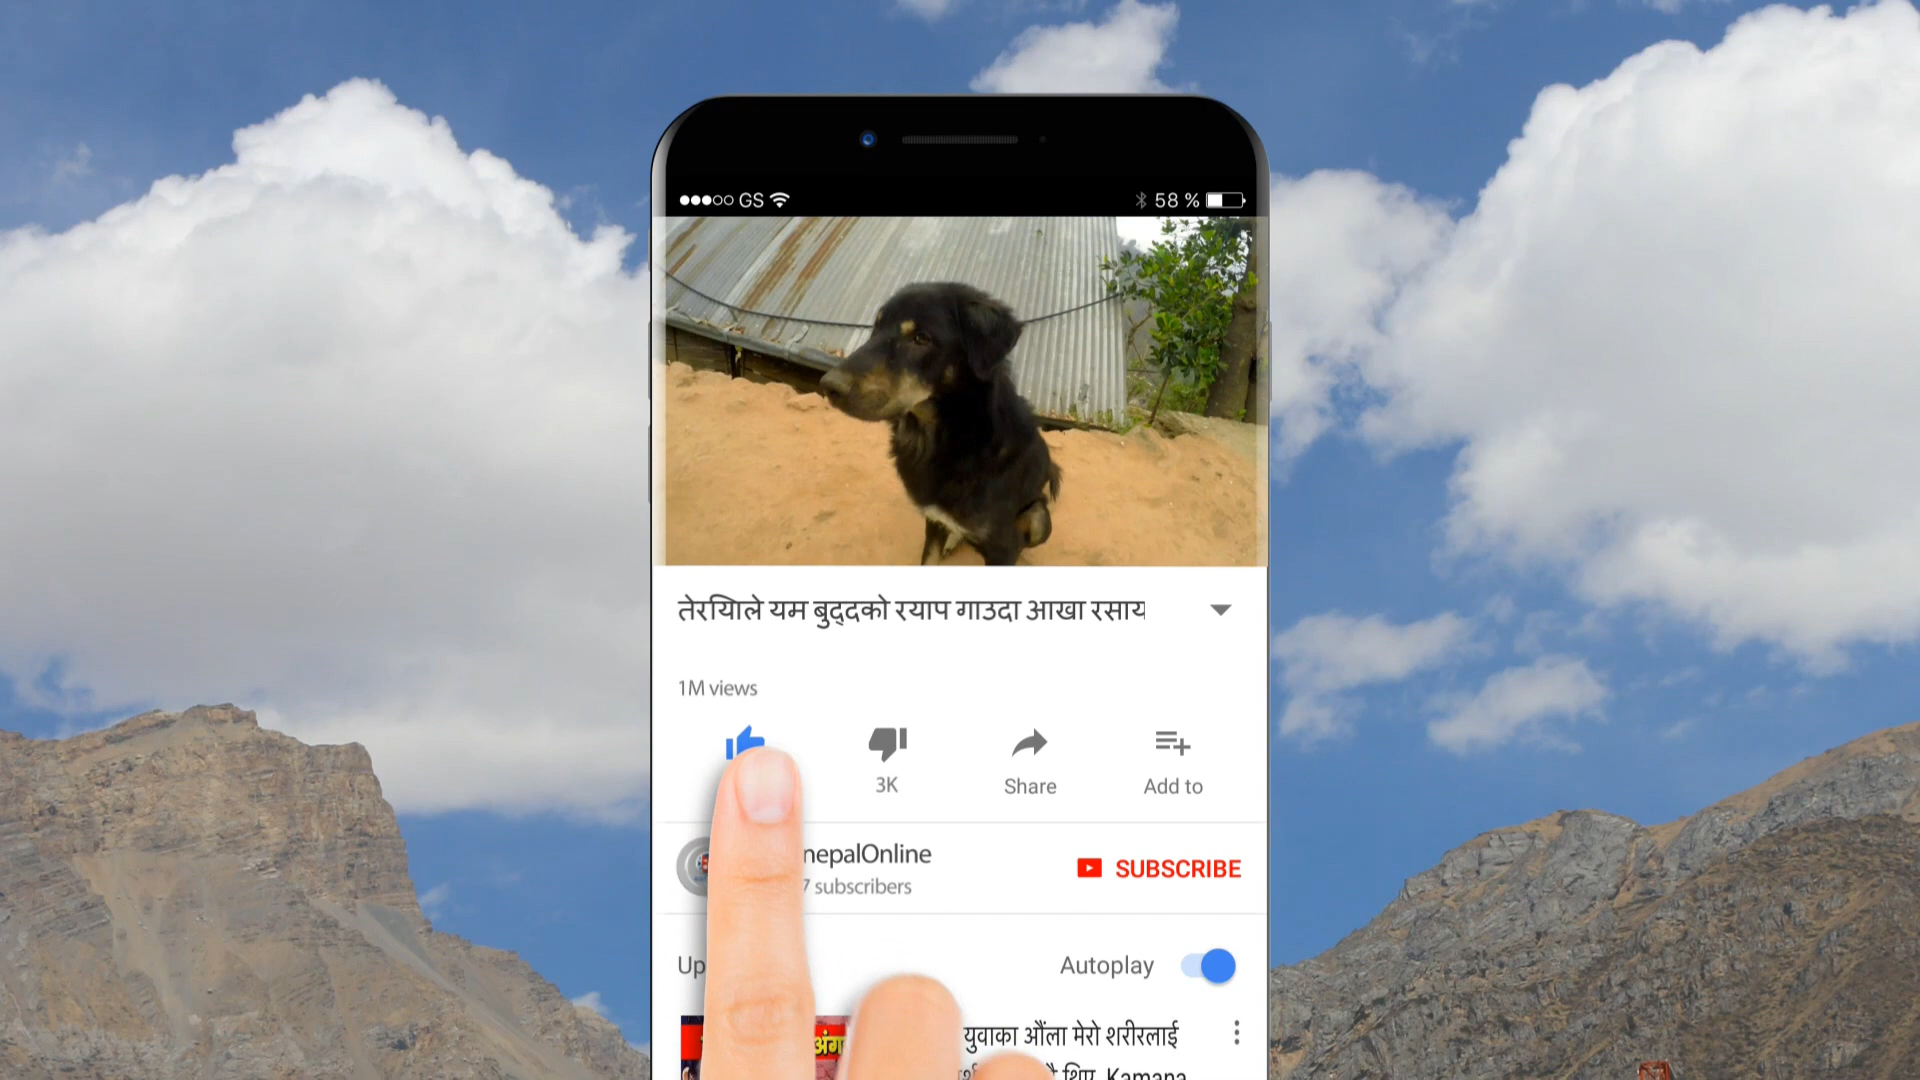 GS 58 %
तेरयािले यम बुद्दको रयाप गाउदा आखा रसाय
1M views
3K Share Add to
nepalOnline
7 subscribers
SUBSCRIBE
Up Autoplay
अंग
युवाका औंला मेरो शरीरलाई
थिए, Kamana